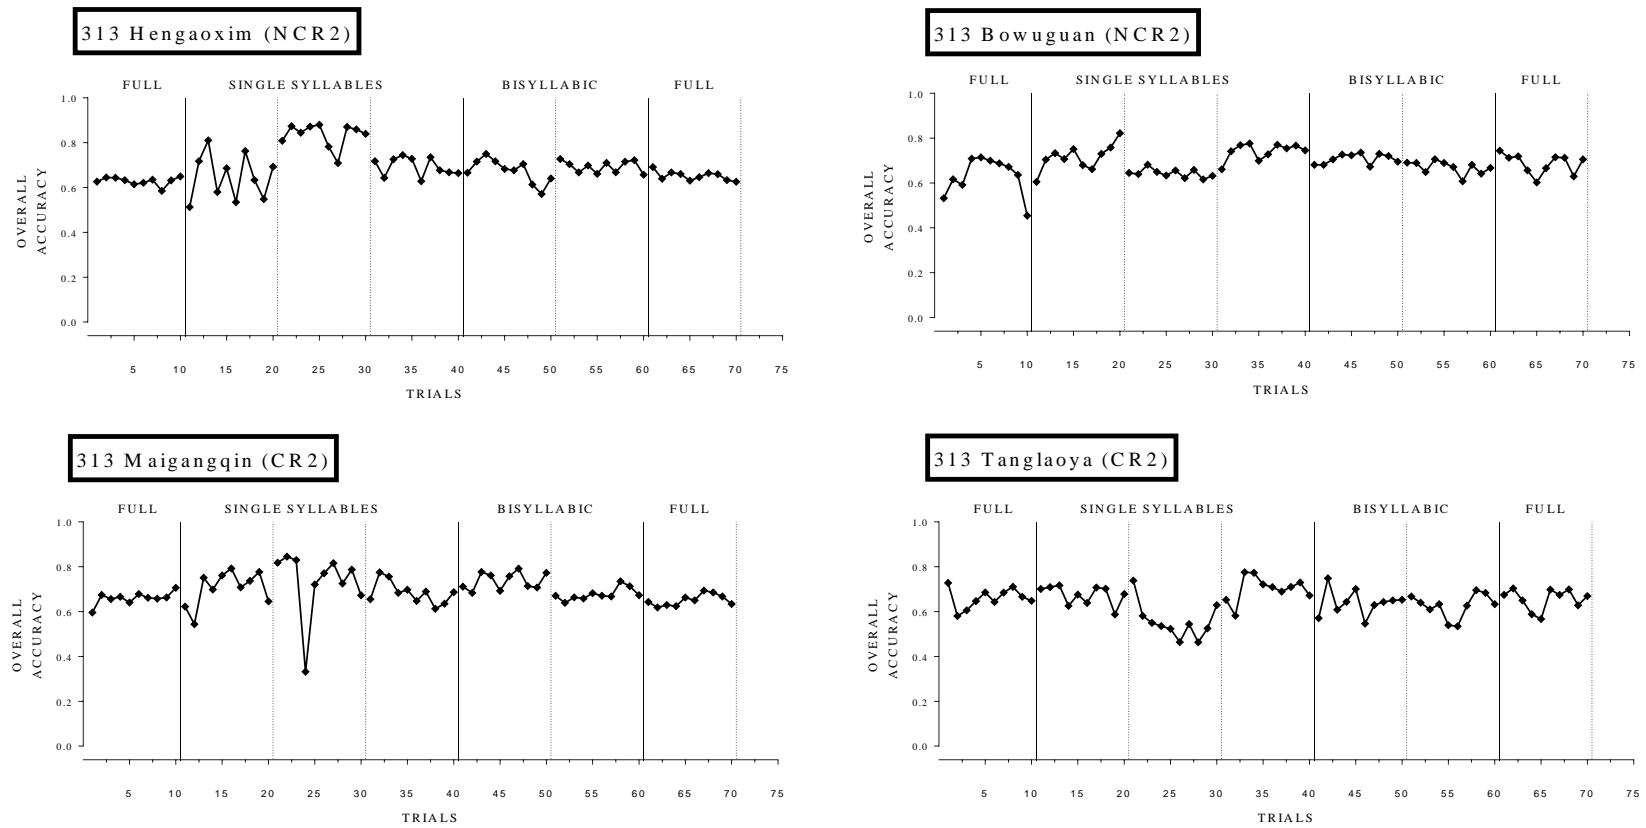 313 Hengaoxim (NCR2)
FULL SINGLE SYLLABLES BISYLLABIC FULL
1.0
0.8
0.6
0.4
0.2
0.0
OVERALL
ACCURACY
5 10 15 20 25 30 35 40 45 50 55 60 65 70 75
TRIALS
313 Bowuguan (NCR2)
FULL SINGLE SYLLABLES BISYLLABIC FULL
1.0
0.8
0.6
0.4
0.2
0.0
OVERALL
ACCURACY
5 10 15 20 25 30 35 40 45 50 55 60 65 70 75
TRIALS
313 Maigangqin (CR2)
FULL SINGLE SYLLABLES BISYLLABIC FULL
1.0
0.8
0.6
0.4
0.2
0.0
OVERALL
ACCURACY
5 10 15 20 25 30 35 40 45 50 55 60 65 70 75
TRIALS
313 Tanglaoya (CR2)
FULL SINGLE SYLLABLES BISYLLABIC FULL
1.0
0.8
0.6
0.4
0.2
0.0
OVERALL
ACCURACY
5 10 15 20 25 30 35 40 45 50 55 60 65 70 75
TRIALS